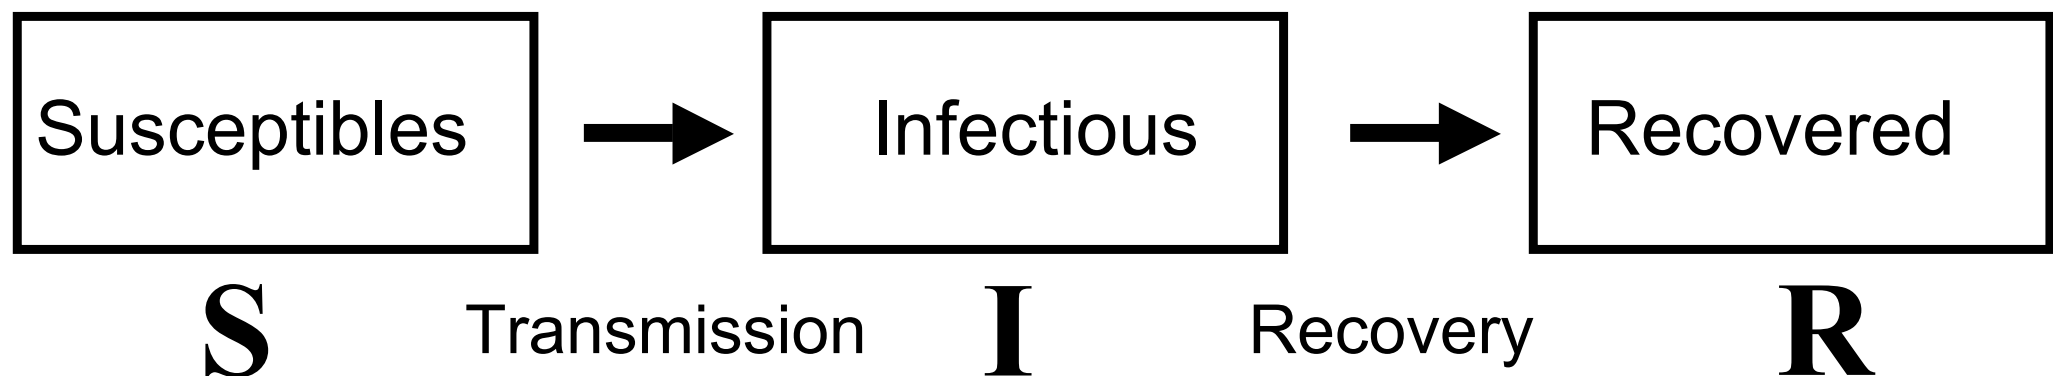 Susceptibles Infectious Recovered
S Transmission I Recovery R